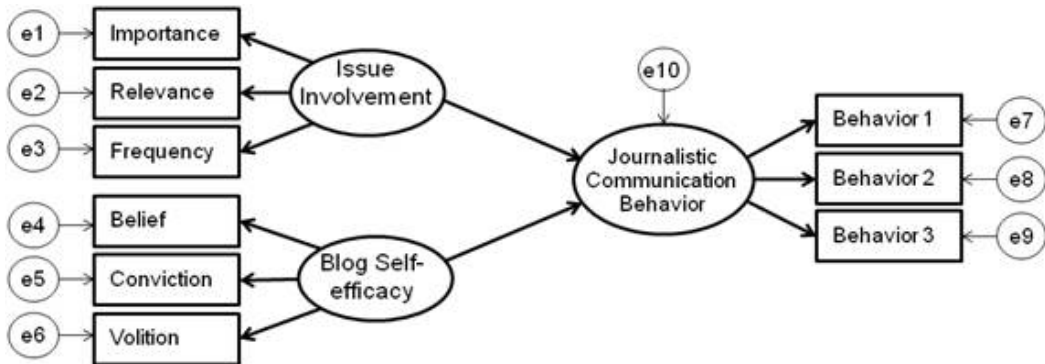 e1
Importance
e2
Relevance
e3
Frequency
Issue
Involvement
e4
Belief
e5
Conviction
e6
Volition
Blog Self-
efficacy
e10
Journalistic
Communication
Behavior
Behavior 1
e7
Behavior 2
e8
Behavior 3
e9